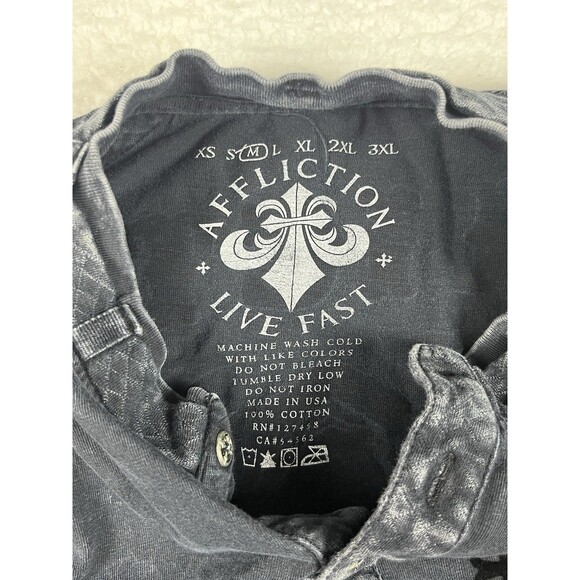 XS S M L XL 2XL 3XL
AFFLICTION
LIVE FAST
MACHINE WASH COLD
WITH LIKE COLORS
DO NOT BLEACH
TUMBLE DRY LOW
DO NOT IRON
MADE IN USA
100% COTTON
RN#127458
CA#54562